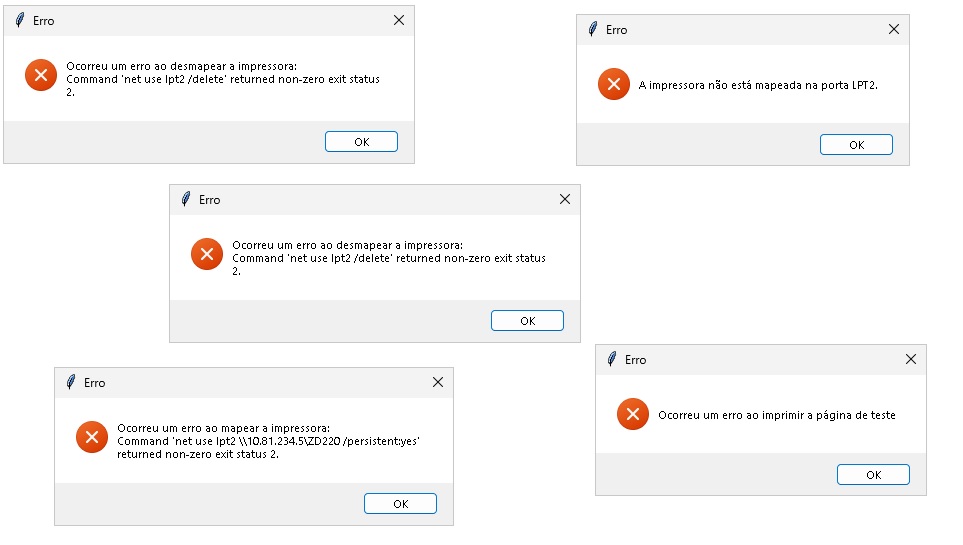 Erro
Ocorreu um erro ao desmapear a impressora:
Command 'net use lpt2 /delete' returned non-zero exit status
2.
OK
Erro
A impressora não está mapeada na porta LPT2.
OK
Erro
Ocorreu um erro ao desmapear a impressora:
Command 'net use lpt2 /delete' returned non-zero exit status
2.
OK
Erro
Ocorreu um erro ao mapear a impressora:
Command 'net use lpt2 \\10.81.234.5\ZD220 /persistent:yes'
returned non-zero exit status 2.
OK
Erro
Ocorreu um erro ao imprimir a página de teste
OK